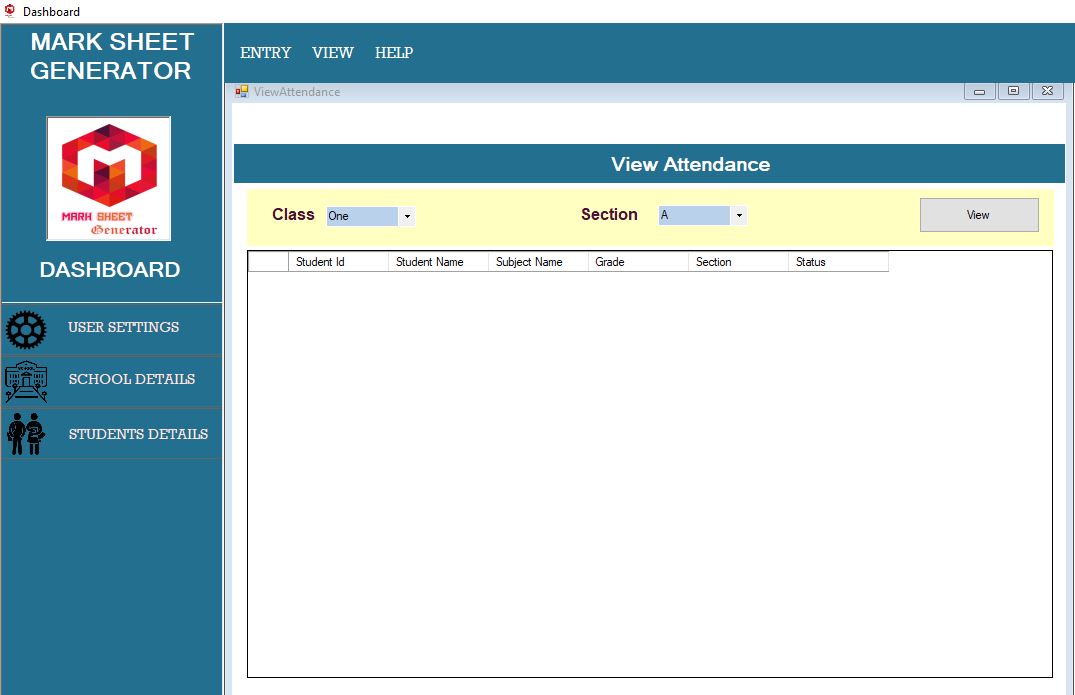 Dashboard
MARK SHEET
GENERATOR
MARK SHEET
Generator
DASHBOARD
USER SETTINGS
SCHOOL DETAILS
STUDENTS DETAILS
ENTRY VIEW HELP
ViewAttendance
View Attendance
Class One Section A View
Student Id Student Name Subject Name Grade Section Status